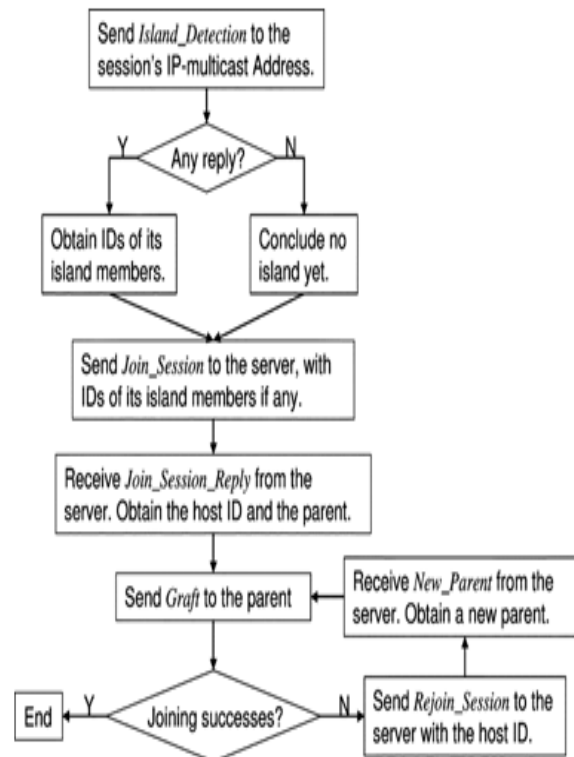 Send Island_Detection to the
session's IP-multicast Address.
Y
Any reply?
N
Obtain IDs of its
island members.
Conclude no
island yet.
Send Join_Session to the server, with
IDs of its island members if any.
Receive Join_Session_Reply from the
server. Obtain the host ID and the parent.
Send Graft to the parent
Receive New_Parent from the
server. Obtain a new parent.
End
Y
Joining successes?
N
Send Rejoin_Session to the
server with the host ID.